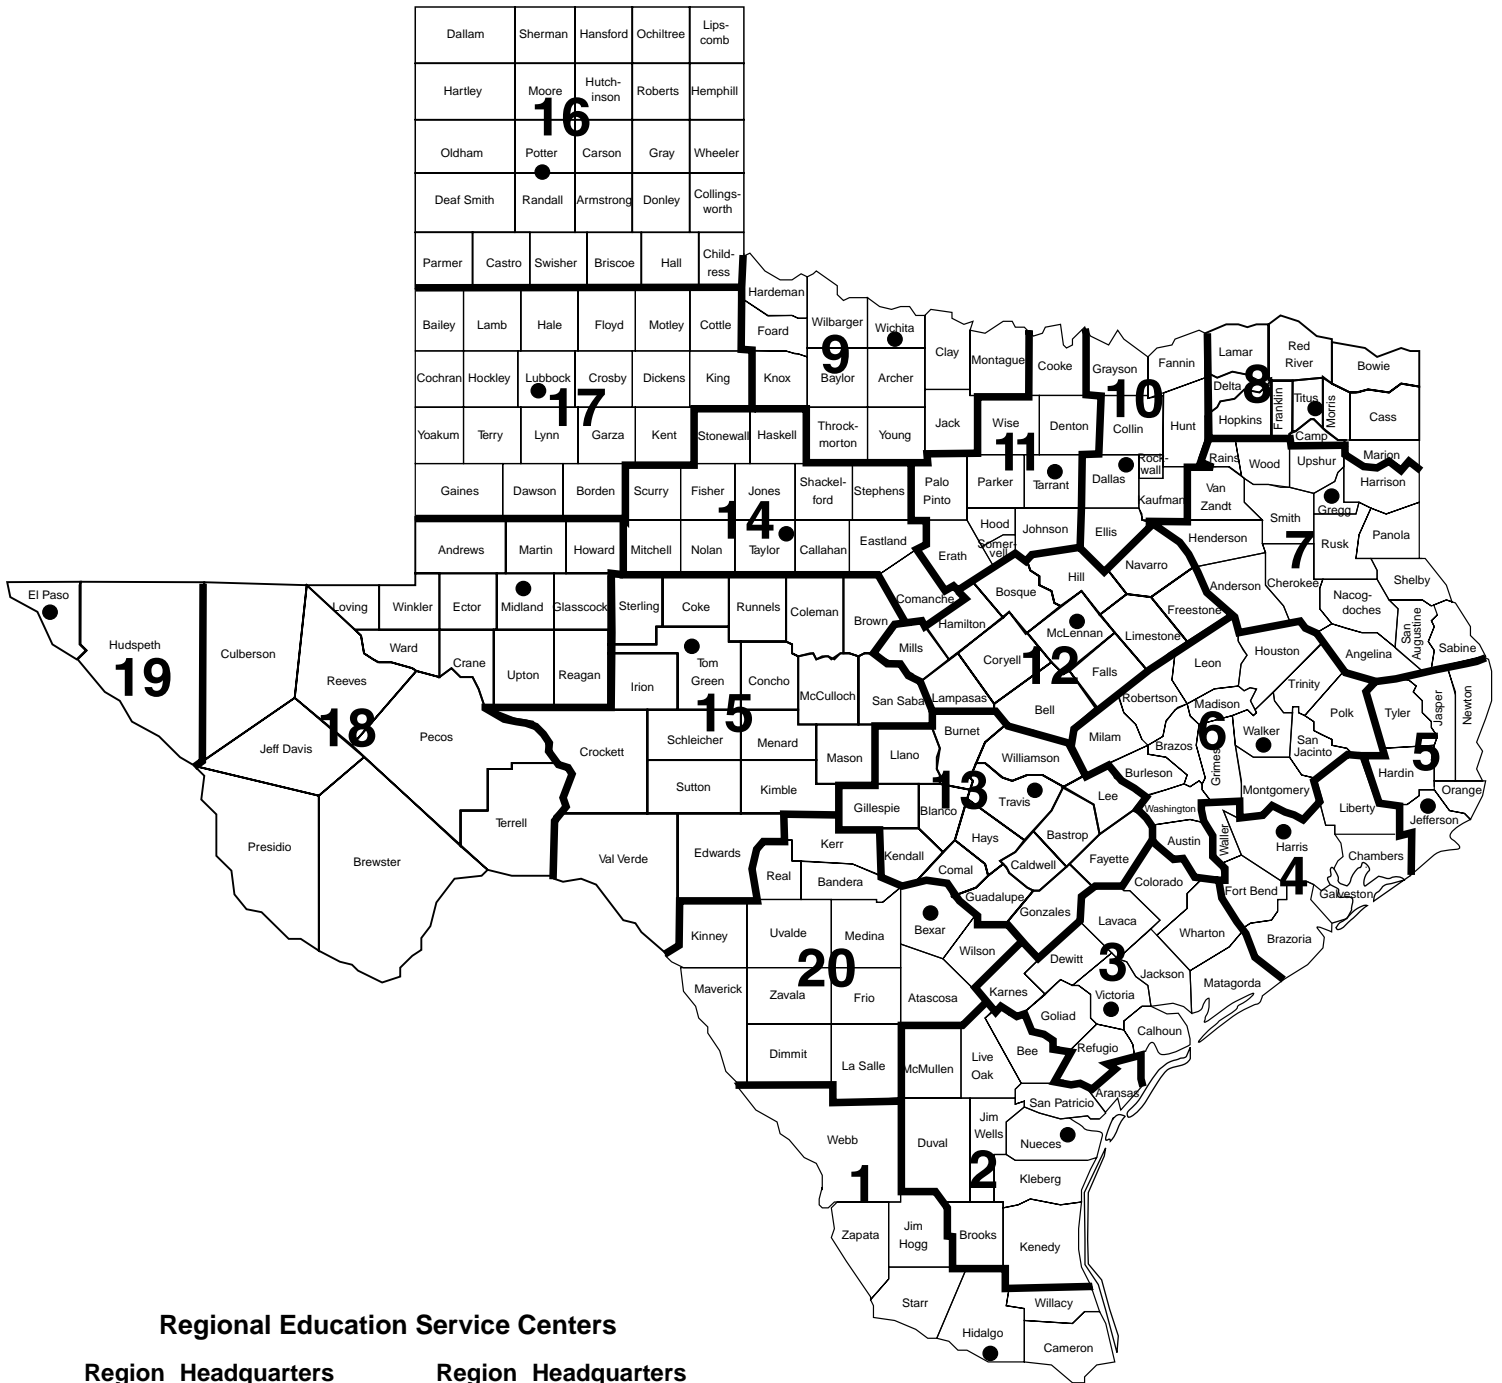 Dallam Sherman Hansford Ochiltree Lips-
comb
Hartley Moore Hutch-
inson Roberts Hemphill
16
Oldham Potter Carson Gray Wheeler
Deaf Smith Randall Armstrong Donley Collings-
worth
Parmer Castro Swisher Briscoe Hall Child-
ress
Hardeman
Bailey Lamb Hale Floyd Motley Cottle Foard Wilbarger Wichita
9
Clay Montague Cooke Grayson Fannin Lamar Red
River Bowie
Cochran Hockley Lubbock Crosby Dickens King Knox Baylor Archer
17
10
8
Delta Hopkins Franklin Titus Morris Cass
Camp
Yoakum Terry Lynn Garza Kent Stonewall Haskell Throck-
morton Young Jack Wise Denton Collin Hunt
11
Rains Wood Upshur Marion
Harrison
Gaines Dawson Borden Scurry Fisher Jones Shackel-
ford Stephens Palo
Pinto Parker Tarrant Dallas Rock-
wall
Kaufman Van
Zandt Smith Gregg
14
7
Rusk Panola
Andrews Martin Howard Mitchell Nolan Taylor Callahan Eastland Erath Hood
Somer-
vell Johnson Ellis Navarro Henderson
Anderson Cherokee Nacog-
doches Shelby
San
Augustine Sabine
El Paso Hudspeth
19
Culberson Loving Winkler Ector Midland Glasscock Sterling Coke Runnels Coleman Brown Comanche
Hamilton Bosque Hill McLennan Limestone Freestone
12
Reeves Ward Crane Upton Reagan Irion Tom
Green Concho McCulloch San Saba Mills Lampasas Coryell Falls Bell
15
18
Leon Houston Angelina Trinity Polk
Robertson Madison Walker San
Jacinto Tyler Jasper Newton
6
5
Milam Brazos Grimes Burleson Montgomery Hardin Orange
Washington Liberty Jefferson
Jeff Davis Pecos Crockett Schleicher Menard Mason Llano Burnet Williamson
13
Sutton Kimble Gillespie Blanco Travis Lee
Presidio Brewster Terrell Val Verde Edwards Kerr Real Bandera Kendall Hays Comal Bastrop Caldwell Fayette
Austin Waller Harris
4
Chambers Galveston
Fort Bend Brazoria
Guadalupe Gonzales Colorado Lavaca Wharton
Kinney Uvalde Medina Bexar Wilson
20
Dewitt
3
Jackson Matagorda
Maverick Zavala Frio Atascosa Karnes Goliad Victoria Calhoun
Dimmit La Salle McMullen Live
Oak Bee Refugio
Aransas
San Patricio
Webb Duval Jim
Wells Nueces
1
2
Kleberg
Zapata Jim
Hogg Brooks Kenedy
Starr Hidalgo Willacy
Cameron
Regional Education Service Centers
Region Headquarters Region Headquarters